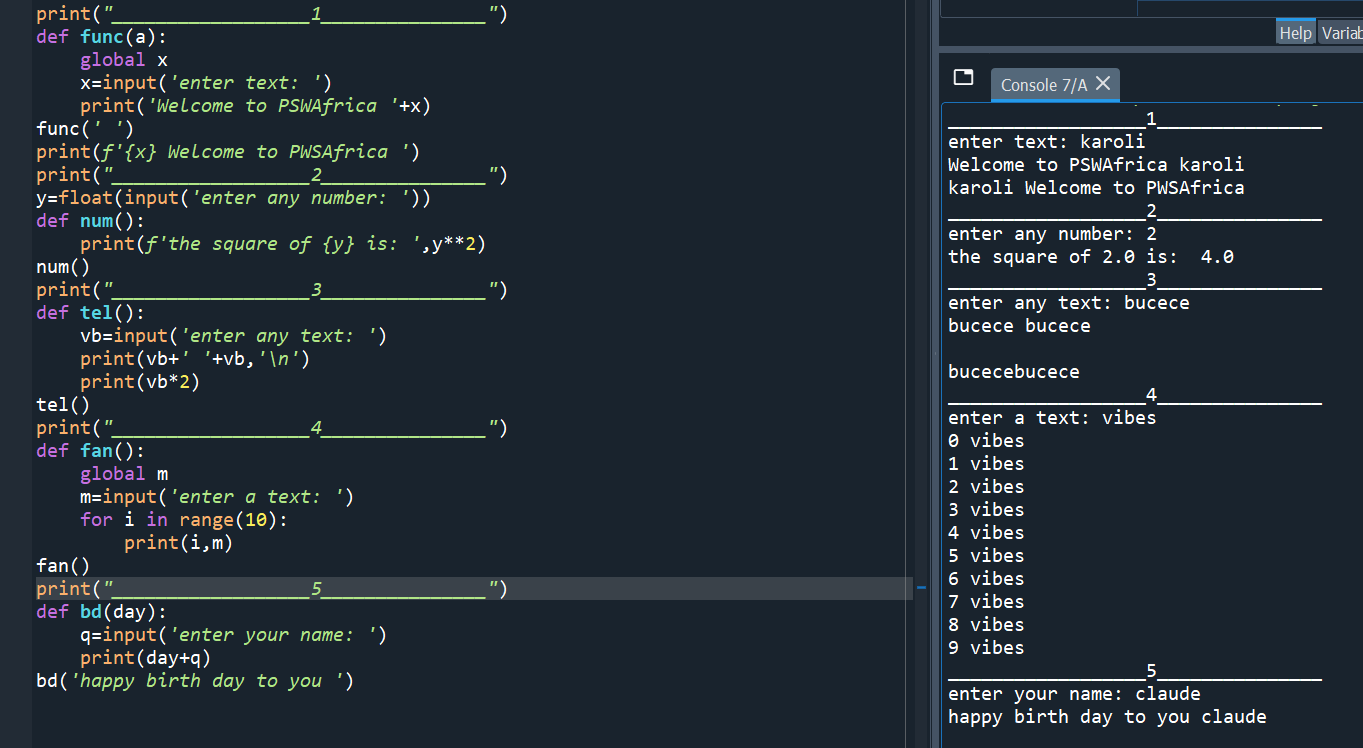 print("__________________1_______________")
def func(a):
    global x
    x=input('enter text: ')
    print('Welcome to PSWAfrica '+x)
func(' ')
print(f'{x} Welcome to PWSAfrica ')
print("__________________2_______________")
y=float(input('enter any number: '))
def num():
    print(f'the square of {y} is: ',y**2)
num()
print("__________________3_______________")
def tel():
    vb=input('enter any text: ')
    print(vb+' '+vb,'\n')
    print(vb*2)
tel()
print("__________________4_______________")
def fan():
    global m
    m=input('enter a text: ')
    for i in range(10):
        print(i,m)
fan()
print("__________________5_______________")
def bd(day):
    q=input('enter your name: ')
    print(day+q)
bd('happy birth day to you ')
Help
Console 7/A
__________________1_______________
enter text: karoli
Welcome to PSWAfrica karoli
karoli Welcome to PWSAfrica
__________________2_______________
enter any number: 2
the square of 2.0 is:  4.0
__________________3_______________
enter any text: bucece
bucece bucece

bucecebucece
__________________4_______________
enter a text: vibes
0 vibes
1 vibes
2 vibes
3 vibes
4 vibes
5 vibes
6 vibes
7 vibes
8 vibes
9 vibes
__________________5_______________
enter your name: claude
happy birth day to you claude